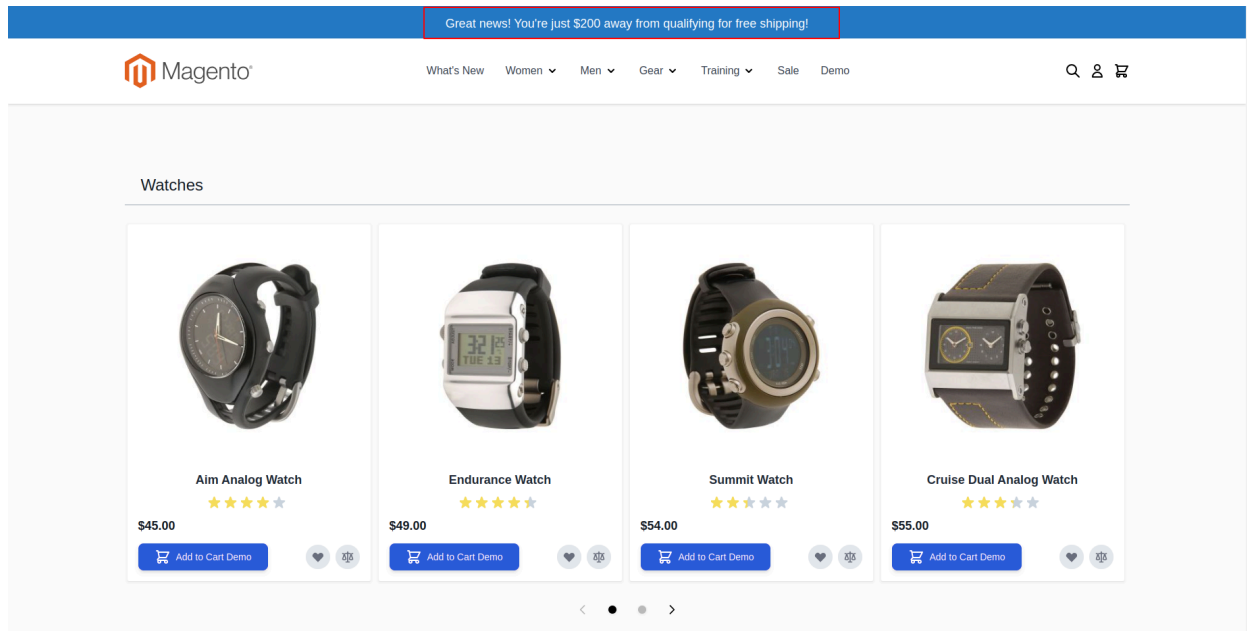 Great news! You're just $200 away from qualifying for free shipping!
Magento
What's New Women Men Gear Training Sale Demo
Watches
Aim Analog Watch
$45.00
Add to Cart Demo
Endurance Watch
$49.00
Add to Cart Demo
Summit Watch
$54.00
Add to Cart Demo
Cruise Dual Analog Watch
$55.00
Add to Cart Demo